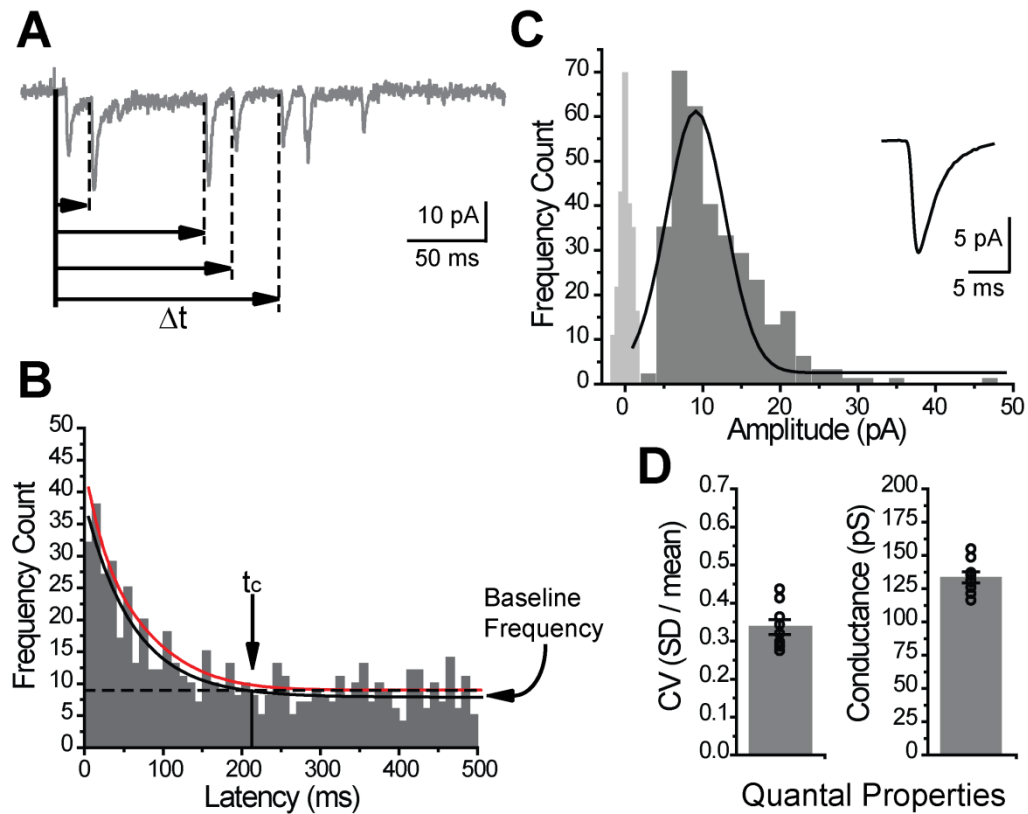 A
10 pA
50 ms
Δt
B
50
45
40
35
30
25
20
15
10
5
0
Frequency Count
tc
Baseline
Frequency
0 100 200 300 400 500
Latency (ms)
C
70
60
50
40
30
20
10
0
Frequency Count
5 pA
5 ms
0 10 20 30 40 50
Amplitude (pA)
D
0.7
0.6
0.5
0.4
0.3
0.2
0.1
0.0
CV (SD / mean)
200
175
150
125
100
75
50
25
0
Conductance (pS)
Quantal Properties